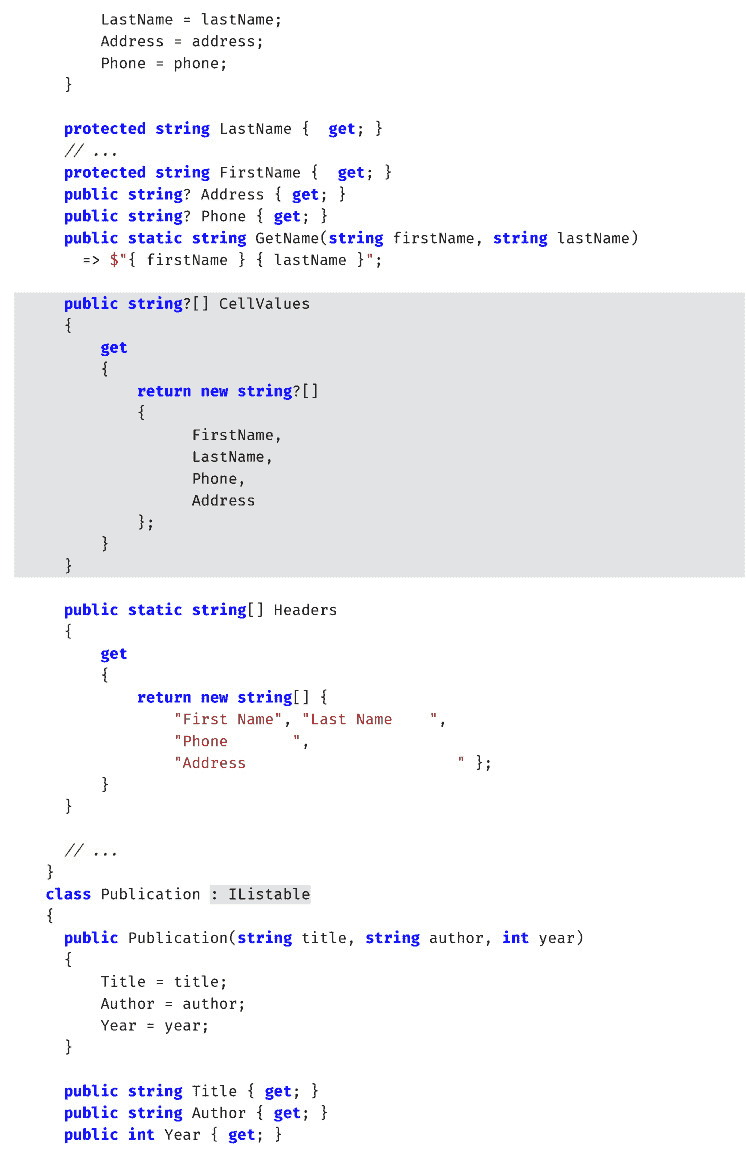 LastName = lastName;
        Address = address;
        Phone = phone;
    }

    protected string LastName {  get; }
    // ...
    protected string FirstName {  get; }
    public string? Address { get; }
    public string? Phone { get; }
    public static string GetName(string firstName, string lastName)
      => $"{ firstName } { lastName }";

    public string?[] CellValues
    {
        get
        {
            return new string?[]
            {
                  FirstName,
                  LastName,
                  Phone,
                  Address
            };
        }
    }

    public static string[] Headers
    {
        get
        {
            return new string[] {
                "First Name", "Last Name    ",
                "Phone       ",
                "Address                       " };
        }
    }

    // ...
  }
  class Publication : IListable
  {
    public Publication(string title, string author, int year)
    {
        Title = title;
        Author = author;
        Year = year;
    }

    public string Title { get; }
    public string Author { get; }
    public int Year { get; }